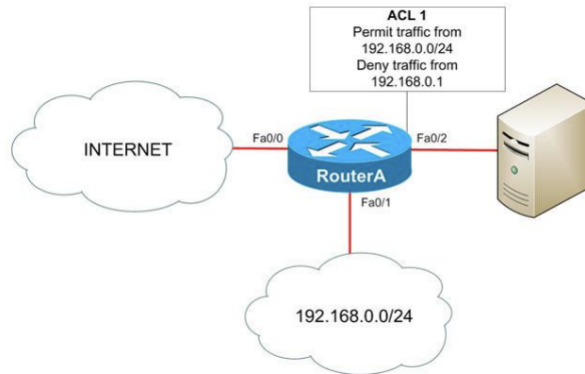 ACL 1
Permit traffic from
192.168.0.0/24
Deny traffic from
192.168.0.1
INTERNET
Fa0/0
Fa0/2
RouterA
Fa0/1
192.168.0.0/24